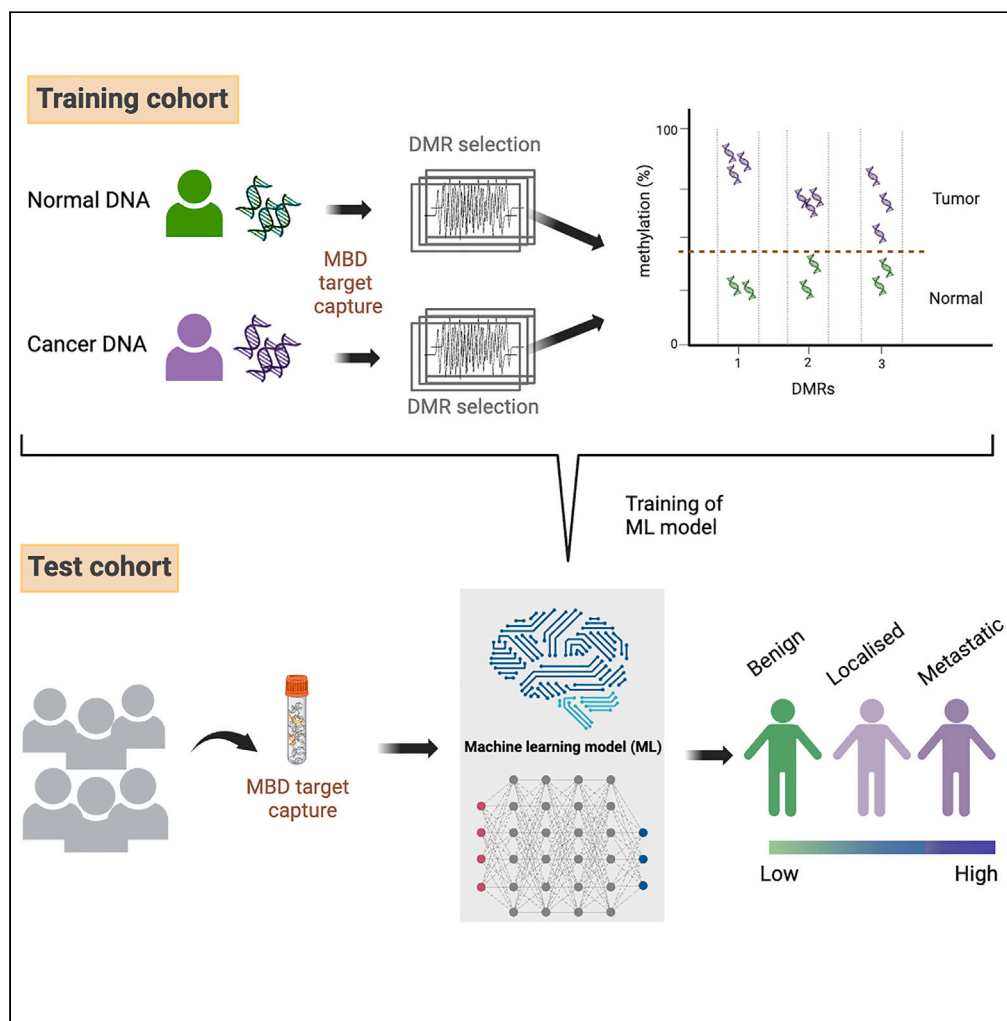 Training cohort
Normal DNA
Cancer DNA
MBD
target
capture
DMR selection
DMR selection
methylation (%)
100
0
Tumor
Normal
1
2
3
DMRs
Training of
ML model
Test cohort
MBD target
capture
Machine learning model (ML)
Benign
Localised
Metastatic
Low
High